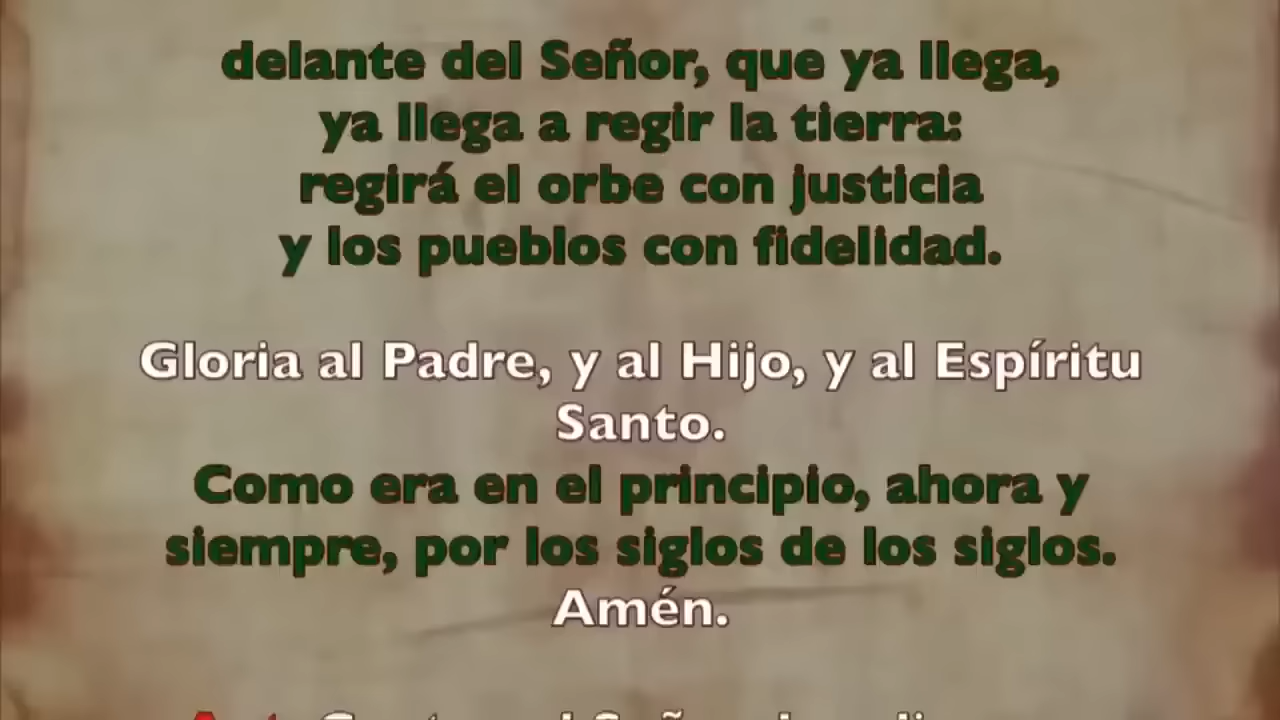 delante del Señor, que ya llega,
ya llega a regir la tierra:
regirá el orbe con justicia
y los pueblos con fidelidad.
Gloria al Padre, y al Hijo, y al Espíritu
Santo.
Como era en el principio, ahora y
siempre, por los siglos de los siglos.
Amén.